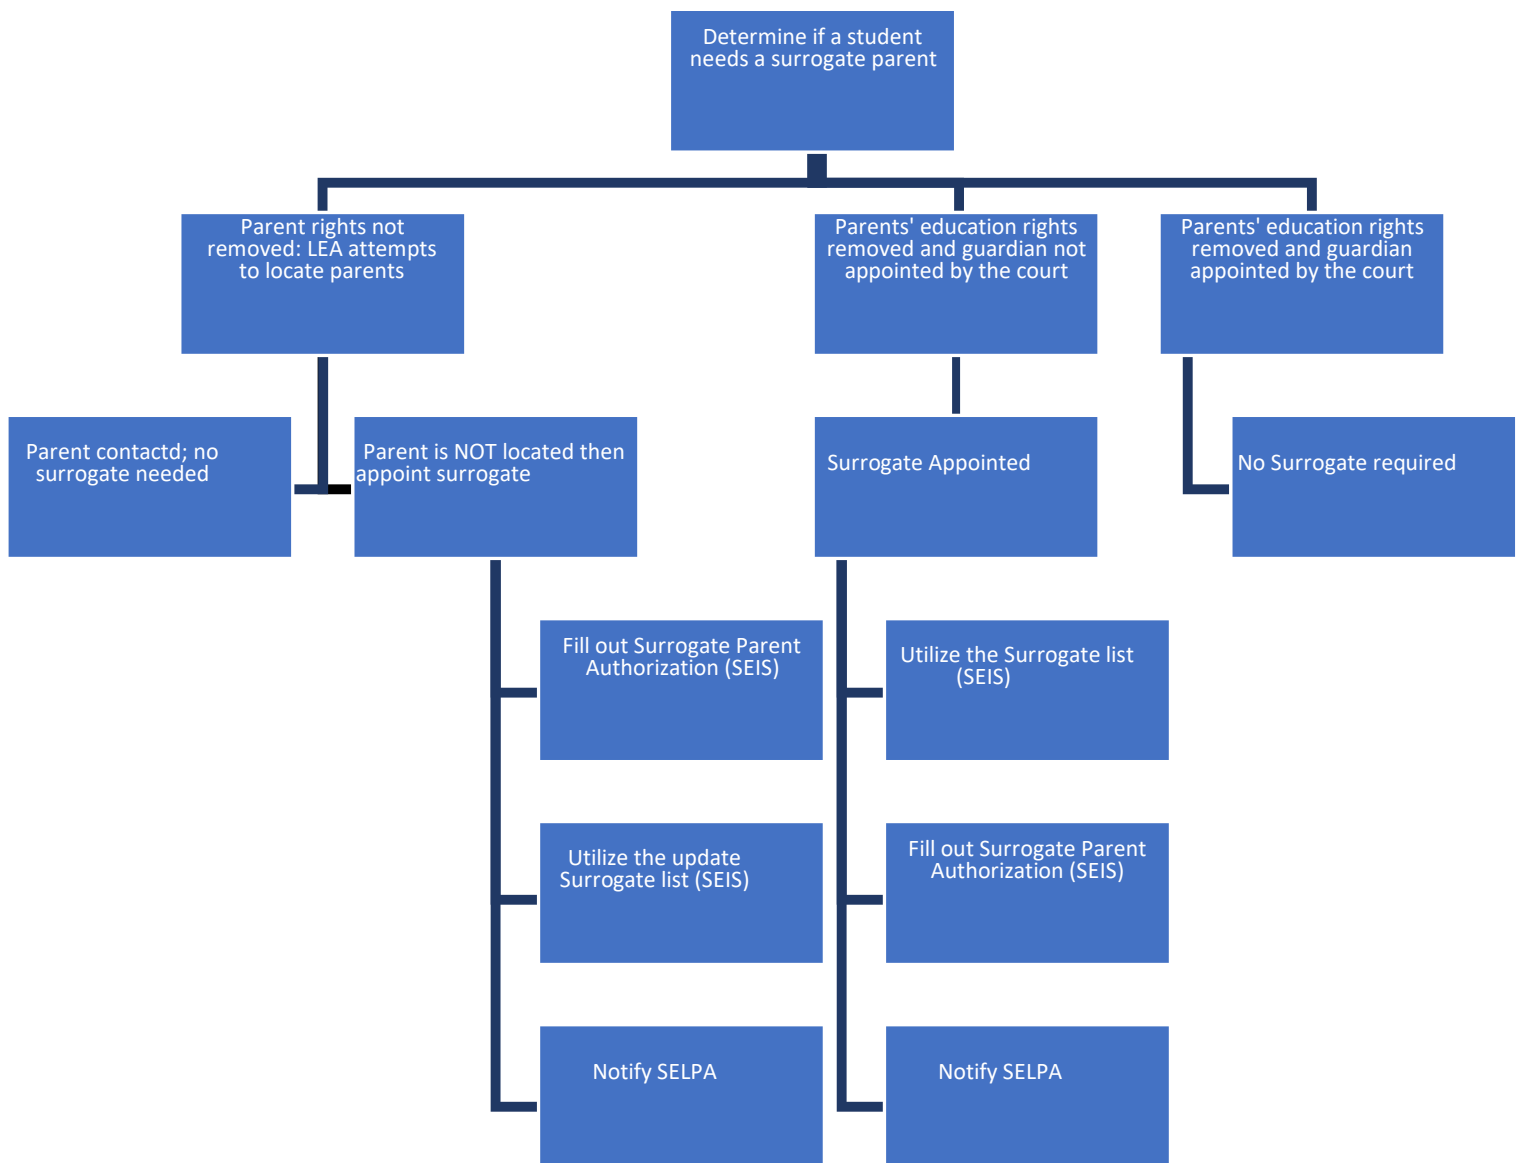 Determine if a student
needs a surrogate parent
Parent rights not
removed: LEA attempts
to locate parents
Parents' education rights
removed and guardian not
appointed by the court
Parents' education rights
removed and guardian
appointed by the court
Parent contactd; no
surrogate needed
Parent is NOT located then
appoint surrogate
Surrogate Appointed
No Surrogate required
Fill out Surrogate Parent
Authorization (SEIS)
Utilize the Surrogate list
(SEIS)
Utilize the update
Surrogate list (SEIS)
Fill out Surrogate Parent
Authorization (SEIS)
Notify SELPA
Notify SELPA